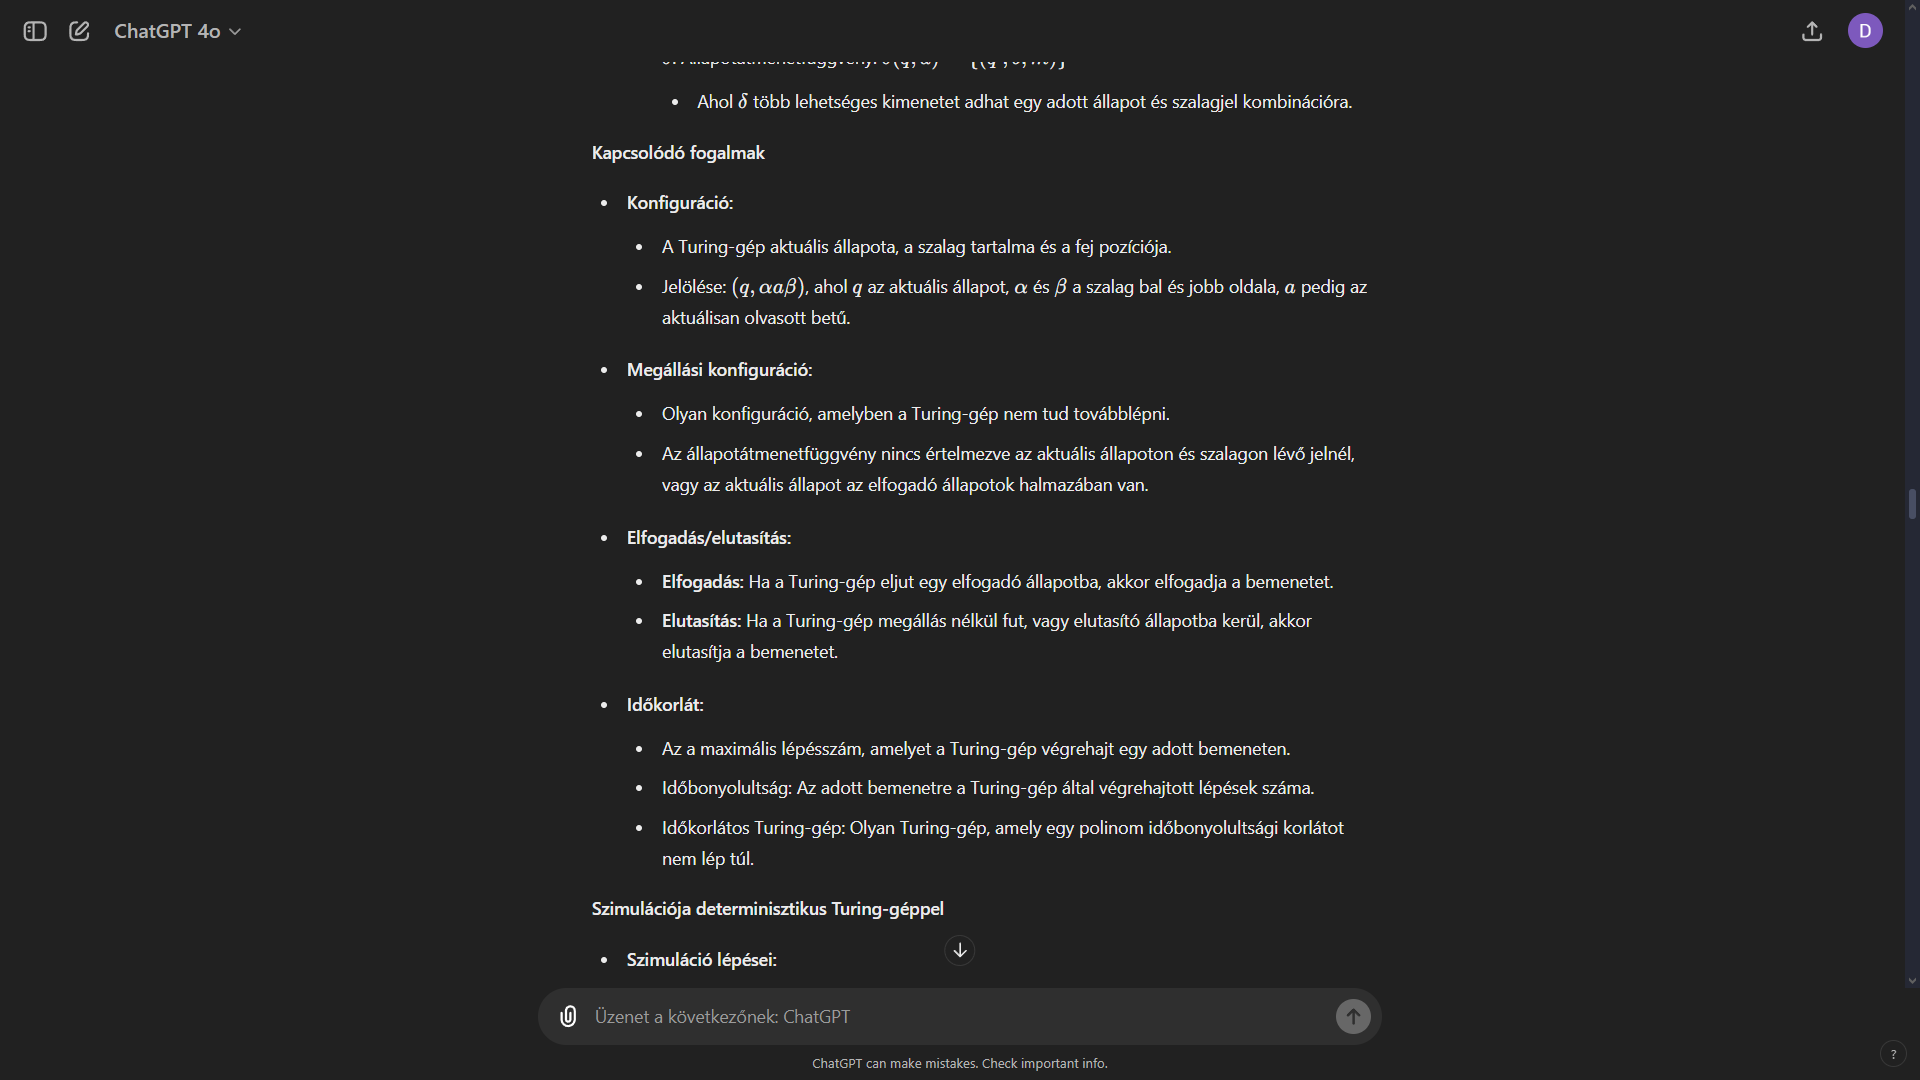 ChatGPT 4o
D
Ahol δ több lehetséges kimenetet adhat egy adott állapot és szalagjel kombinációra.
Kapcsolódó fogalmak
Konfiguráció:
A Turing-gép aktuális állapota, a szalag tartalma és a fej pozíciója.
Jelölése: (q, αaβ), ahol q az aktuális állapot, α és β a szalag bal és jobb oldala, a pedig az
aktuálisan olvasott betű.
Megállási konfiguráció:
Olyan konfiguráció, amelyben a Turing-gép nem tud továbblépni.
Az állapotátmenetfüggvény nincs értelmezve az aktuális állapoton és szalagon lévő jelnél,
vagy az aktuális állapot az elfogadó állapotok halmazában van.
Elfogadás/elutasítás:
Elfogadás: Ha a Turing-gép eljut egy elfogadó állapotba, akkor elfogadja a bemenetet.
Elutasítás: Ha a Turing-gép megállás nélkül fut, vagy elutasító állapotba kerül, akkor
elutasítja a bemenetet.
Időkorlát:
Az a maximális lépésszám, amelyet a Turing-gép végrehajt egy adott bemeneten.
Időbonyolultság: Az adott bemenetre a Turing-gép által végrehajtott lépések száma.
Időkorlátos Turing-gép: Olyan Turing-gép, amely egy polinom időbonyolultsági korlátot
nem lép túl.
Szimulációja determinisztikus Turing-géppel
Szimuláció lépései:
Üzenet a következőnek: ChatGPT
ChatGPT can make mistakes. Check important info.
?